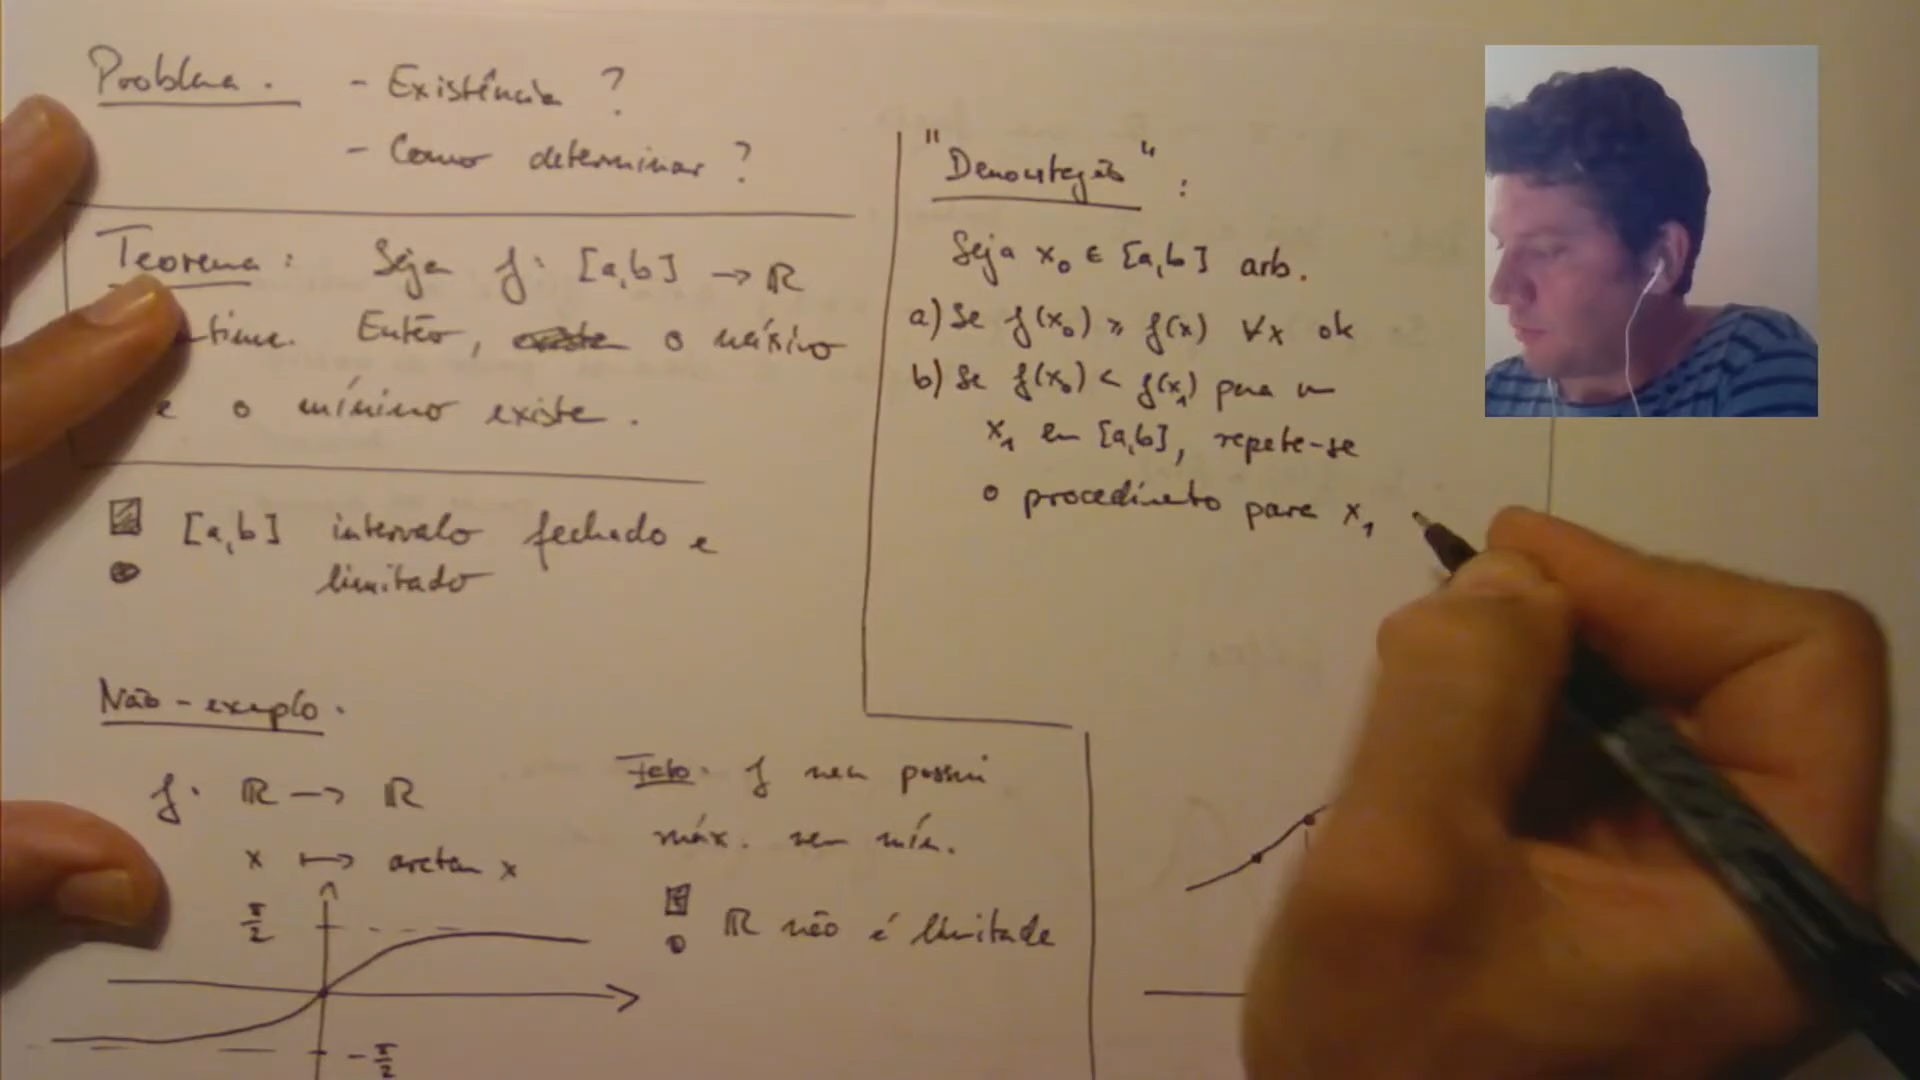 Problema.
- Existência ?
- Como determinar ?
Teorema: Seja f: [a,b] → ℝ
Então, o máximo
e o mínimo existe.
[a,b] intervalo fechado e
limitado
Não-exemplo.
f: ℝ → ℝ
x ↦ arctan x
π/2
-π/2
Fato. f nem possui
máx. nem mín.
ℝ não é limitado
"Demonstração":
Seja x₀ ∈ [a,b] arb.
a) Se f(x₀) ≥ f(x) ∀x ok
b) Se f(x₀) < f(x₁) para um
x₁ em [a,b], repete-se
o procedimento para x₁